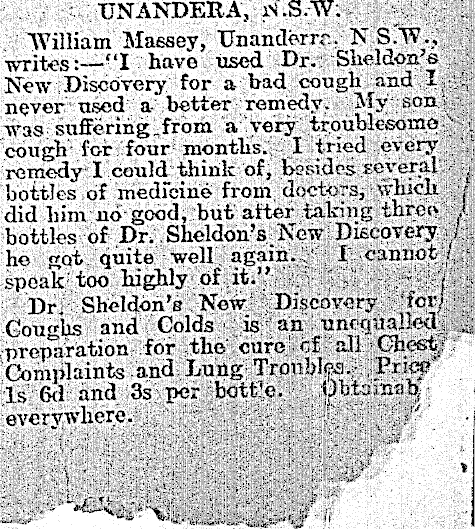 UNANDERA, N.S.W.
William Massey, Unanderra, N S.W.,
writes:—"I have used Dr. Sheldon's
New Discovery for a bad cough and I
never used a better remedy. My son
was suffering from a very troublesome
cough for four months. I tried every
remedy I could think of, besides several
bottles of medicine from doctors, which
did him no good, but after taking three
bottles of Dr. Sheldon's New Discovery
he got quite well again. I cannot
speak too highly of it."
Dr. Sheldon's New Discovery for
Coughs and Colds is an unequalled
preparation for the cure of all Chest
Complaints and Lung Troubles. Price
1s 6d and 3s per bott'e. Obtainab
everywhere.